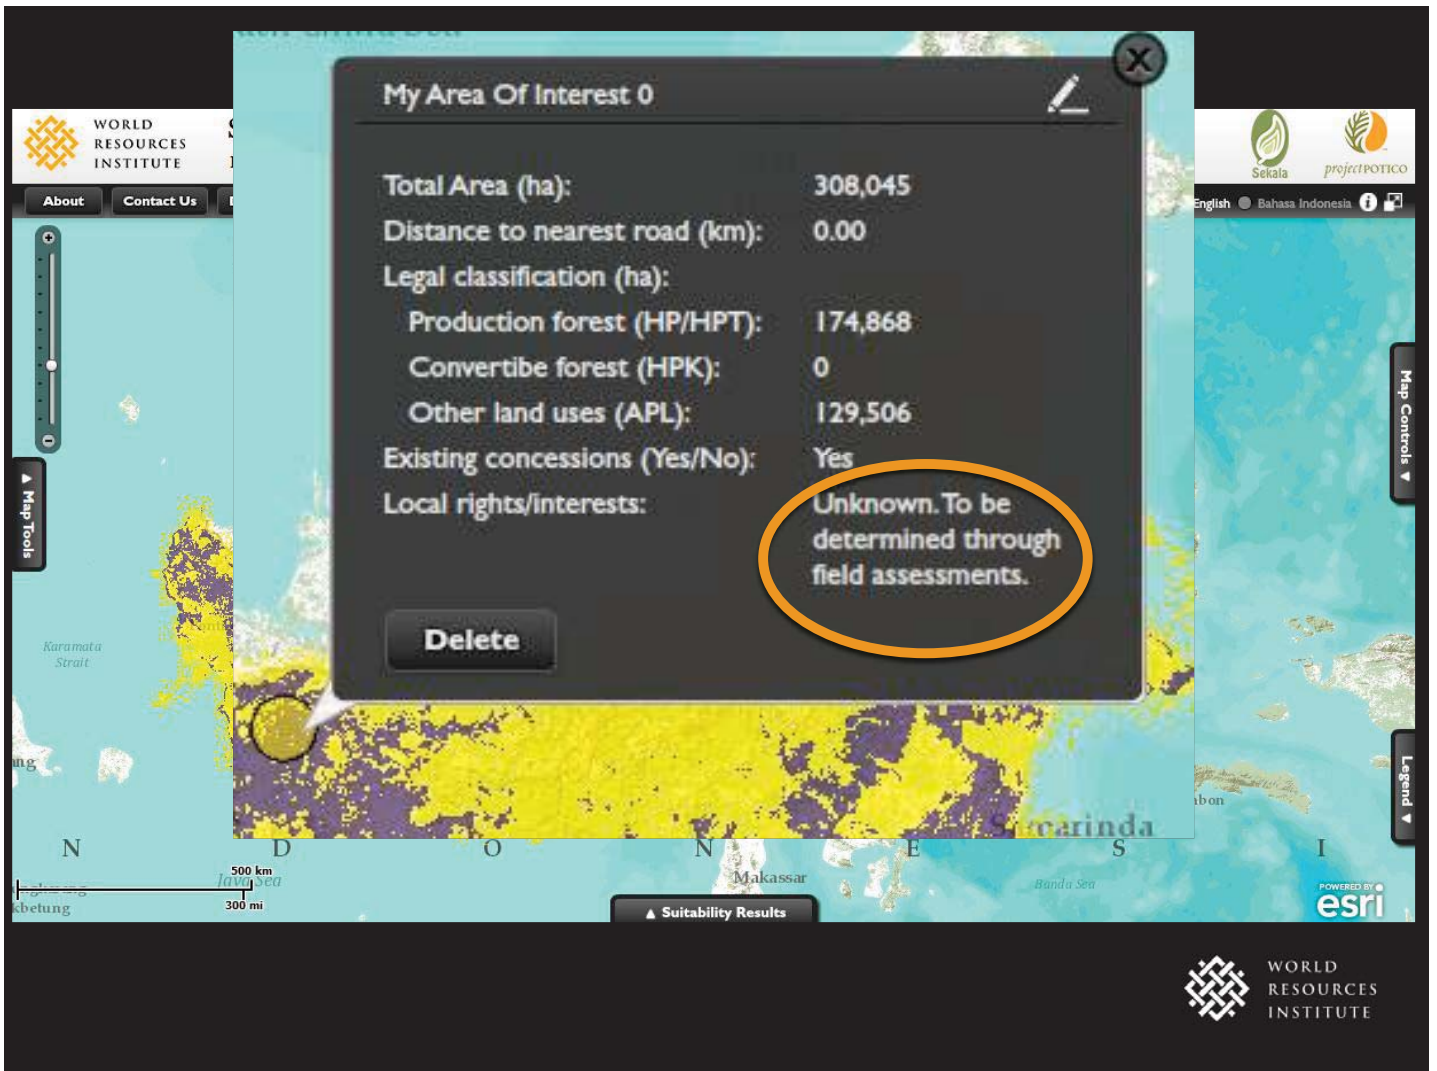 My Area Of Interest 0
X
WORLD
RESOURCES
INSTITUTE
Sekala
projectPOTICO
About
Contact Us
English
Bahasa Indonesia
i
Total Area (ha): 308,045
Distance to nearest road (km): 0.00
Legal classification (ha):
Production forest (HP/HPT): 174,868
Convertibe forest (HPK): 0
Other land uses (APL): 129,506
Existing concessions (Yes/No): Yes
Local rights/interests: Unknown. To be
determined through
field assessments.
Delete
▲ Map Tools
Map Controls ▼
Legend ▼
Karamata
Strait
ang
bon
Samarinda
N D O N E S I
500 km
300 mi
Java Sea
kbetung
Makassar
Banda Sea
▲ Suitability Results
POWERED BY
esri
WORLD
RESOURCES
INSTITUTE